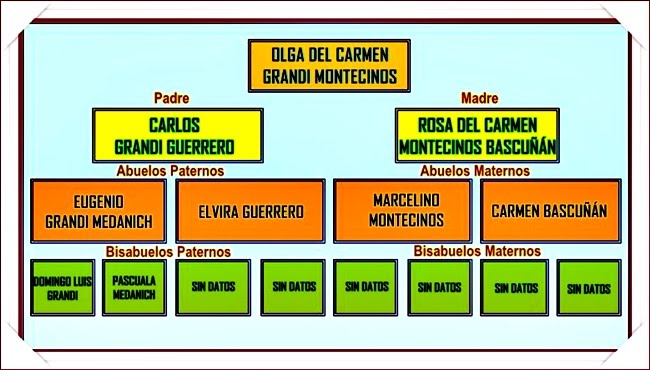 OLGA DEL CARMEN
GRANDI MONTECINOS
Padre
Madre
CARLOS
GRANDI GUERRERO
ROSA DEL CARMEN
MONTECINOS BASCUÑÁN
Abuelos Paternos
Abuelos Maternos
EUGENIO
GRANDI MEDANICH
ELVIRA GUERRERO
MARCELINO
MONTECINOS
CARMEN BASCUÑÁN
Bisabuelos Paternos
Bisabuelos Maternos
DOMINGO LUIS
GRANDI
PASCUALA
MEDANICH
SIN DATOS
SIN DATOS
SIN DATOS
SIN DATOS
SIN DATOS
SIN DATOS